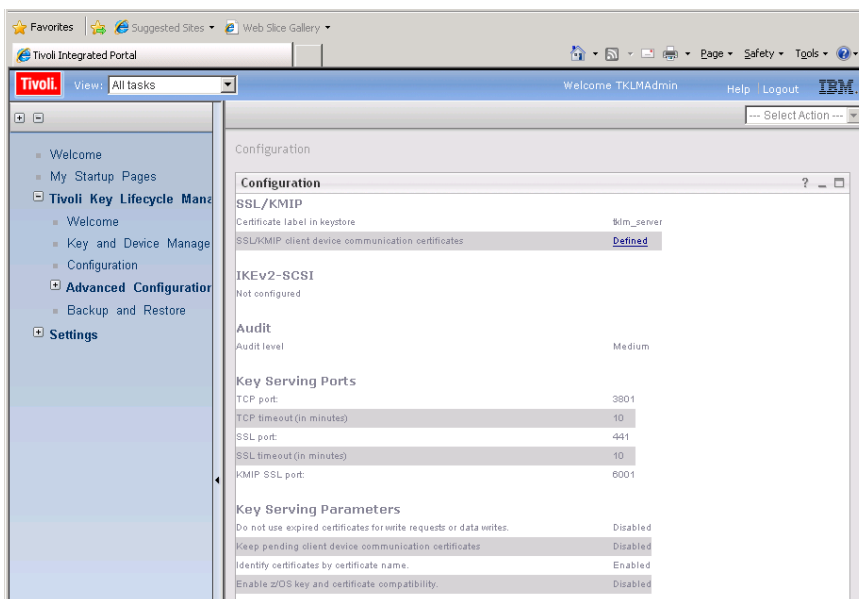 Favorites Suggested Sites Web Slice Gallery
Tivoli Integrated Portal Page Safety Tools
Tivoli. View: All tasks Welcome TKLMAdmin Help Logout IBM.
--- Select Action ---
Welcome
My Startup Pages
Tivoli Key Lifecycle Mana
Welcome
Key and Device Manage
Configuration
Advanced Configuration
Backup and Restore
Settings
Configuration
Configuration ?
SSL/KMIP
Certificate label in keystore tklm_server
SSL/KMIP client device communication certificates Defined
IKEv2-SCSI
Not configured
Audit
Audit level Medium
Key Serving Ports
TCP port: 3801
TCP timeout (in minutes) 10
SSL port: 441
SSL timeout (in minutes) 10
KMIP SSL port: 6001
Key Serving Parameters
Do not use expired certificates for write requests or data writes. Disabled
Keep pending client device communication certificates Disabled
Identify certificates by certificate name. Enabled
Enable z/OS key and certificate compatibility. Disabled